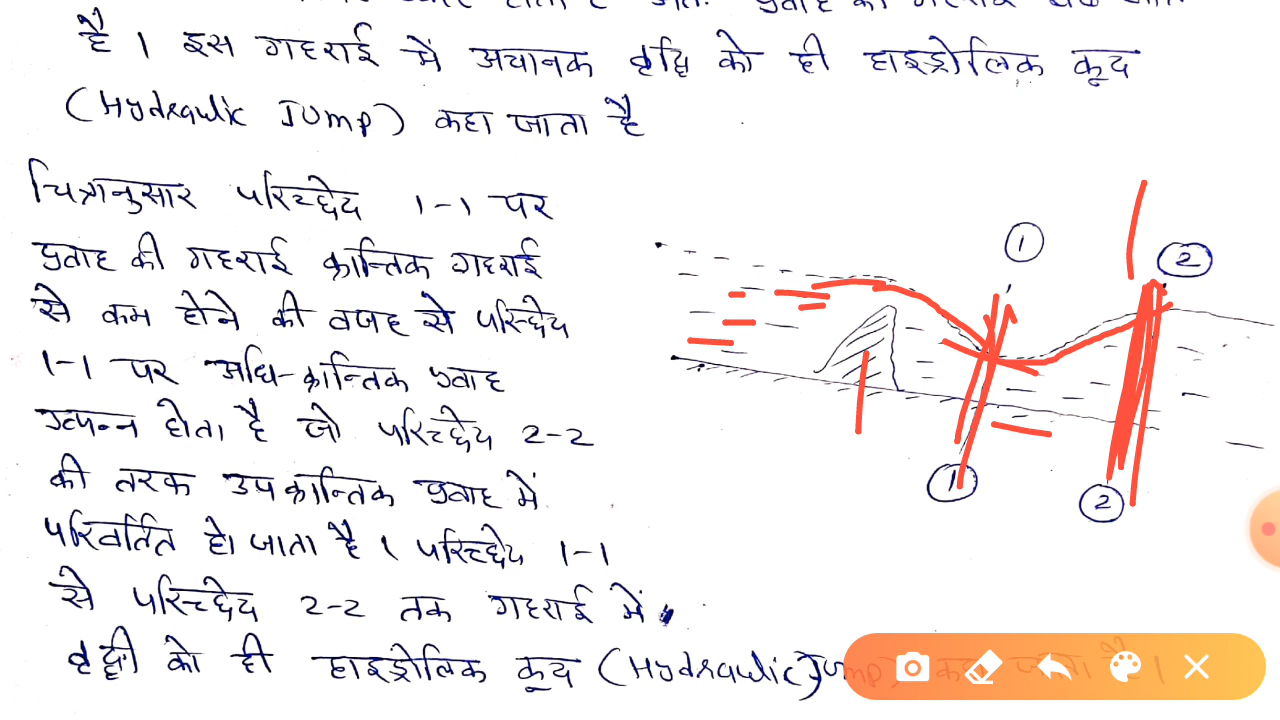 है । इस गहराई में अचानक वृध्दि को ही हाइड्रोलिक कूद
(Hydraulic Jump) कहा जाता है
चित्रानुसार परिच्छेद 1-1 पर
प्रवाह की गहराई क्रान्तिक गहराई
से कम होने की वजह से परिच्छेद
1-1 पर अधि-क्रान्तिक प्रवाह
उत्पन्न होता है जो परिच्छेद 2-2
की तरफ उपक्रान्तिक प्रवाह में
परिवर्तित हो जाता है । परिच्छेद 1-1
से परिच्छेद 2-2 तक गहराई में
वृद्धी को ही हाइड्रोलिक कूद (Hydraulic Jump) कहा जाता है ।
1
2
1
2